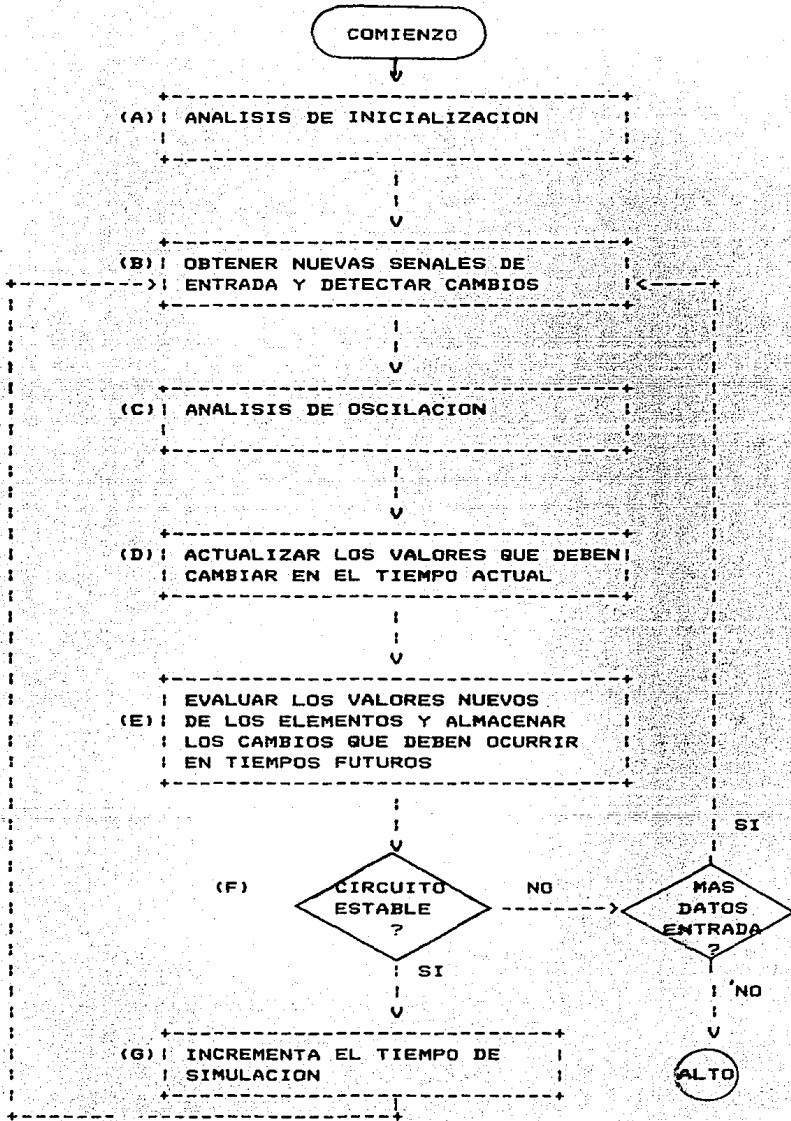 COMIENZO
(A) ANALISIS DE INICIALIZACION
(B) OBTENER NUEVAS SENALES DE
ENTRADA Y DETECTAR CAMBIOS
(C) ANALISIS DE OSCILACION
(D) ACTUALIZAR LOS VALORES QUE DEBEN
CAMBIAR EN EL TIEMPO ACTUAL
EVALUAR LOS VALORES NUEVOS
(E) DE LOS ELEMENTOS Y ALMACENAR
LOS CAMBIOS QUE DEBEN OCURRIR
EN TIEMPOS FUTUROS
SI
(F) CIRCUITO
ESTABLE
?
NO
MAS
DATOS
ENTRADA
?
SI
NO
(G) INCREMENTA EL TIEMPO DE
SIMULACION
ALTO